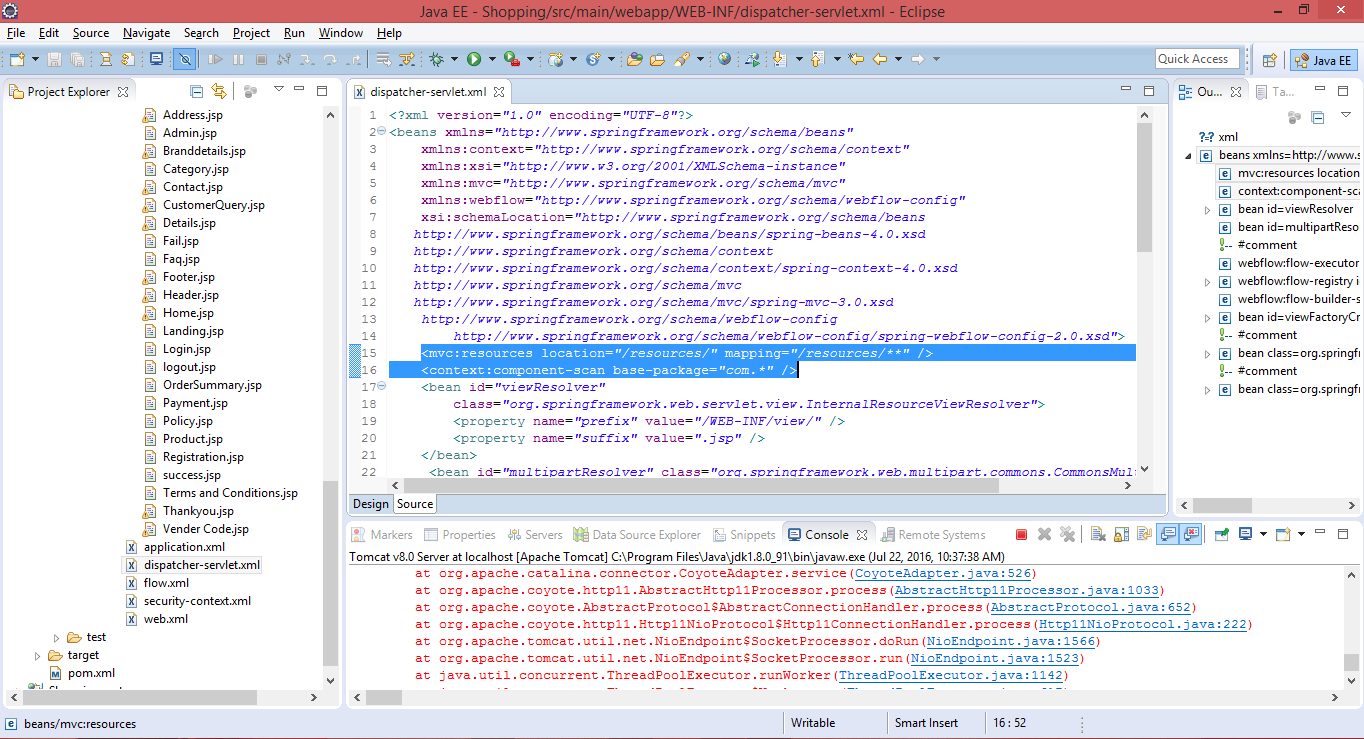 Java EE - Shopping/src/main/webapp/WEB-INF/dispatcher-servlet.xml - Eclipse
File Edit Source Navigate Search Project Run Window Help
Quick Access
Java EE
Project Explorer
Address.jsp
Admin.jsp
Branddetails.jsp
Category.jsp
Contact.jsp
CustomerQuery.jsp
Details.jsp
Fail.jsp
Faq.jsp
Footer.jsp
Header.jsp
Home.jsp
Landing.jsp
Login.jsp
logout.jsp
OrderSummary.jsp
Payment.jsp
Policy.jsp
Product.jsp
Registration.jsp
success.jsp
Terms and Conditions.jsp
Thankyou.jsp
Vender Code.jsp
application.xml
dispatcher-servlet.xml
flow.xml
security-context.xml
web.xml
test
target
pom.xml
dispatcher-servlet.xml
1 <?xml version="1.0" encoding="UTF-8"?>
2 <beans xmlns="http://www.springframework.org/schema/beans"
3 xmlns:context="http://www.springframework.org/schema/context"
4 xmlns:xsi="http://www.w3.org/2001/XMLSchema-instance"
5 xmlns:mvc="http://www.springframework.org/schema/mvc"
6 xmlns:webflow="http://www.springframework.org/schema/webflow-config"
7 xsi:schemaLocation="http://www.springframework.org/schema/beans
8 http://www.springframework.org/schema/beans/spring-beans-4.0.xsd
9 http://www.springframework.org/schema/context
10 http://www.springframework.org/schema/context/spring-context-4.0.xsd
11 http://www.springframework.org/schema/mvc
12 http://www.springframework.org/schema/mvc/spring-mvc-3.0.xsd
13 http://www.springframework.org/schema/webflow-config
14 http://www.springframework.org/schema/webflow-config/spring-webflow-config-2.0.xsd">
15 <mvc:resources location="/resources/" mapping="/resources/**" />
16 <context:component-scan base-package="com.*" />
17 <bean id="viewResolver"
18 class="org.springframework.web.servlet.view.InternalResourceViewResolver">
19 <property name="prefix" value="/WEB-INF/view/" />
20 <property name="suffix" value=".jsp" />
21 </bean>
22 <bean id="multipartResolver" class="org.springframework.web.multipart.commons.CommonsMul
Design Source
Ou... Ta...
?=? xml
beans xmlns=http://www.s
mvc:resources location
context:component-sca
bean id=viewResolver
bean id=multipartReso
#comment
webflow:flow-executor
webflow:flow-registry i
webflow:flow-builder-s
bean id=viewFactoryCr
#comment
bean class=org.springfr
#comment
bean class=org.springfr
Markers Properties Servers Data Source Explorer Snippets Console Remote Systems
Tomcat v8.0 Server at localhost [Apache Tomcat] C:\Program Files\Java\jdk1.8.0_91\bin\javaw.exe (Jul 22, 2016, 10:37:38 AM)
at org.apache.catalina.connector.CoyoteAdapter.service(CoyoteAdapter.java:526)
at org.apache.coyote.http11.AbstractHttp11Processor.process(AbstractHttp11Processor.java:1033)
at org.apache.coyote.AbstractProtocol$AbstractConnectionHandler.process(AbstractProtocol.java:652)
at org.apache.coyote.http11.Http11NioProtocol$Http11ConnectionHandler.process(Http11NioProtocol.java:222)
at org.apache.tomcat.util.net.NioEndpoint$SocketProcessor.doRun(NioEndpoint.java:1566)
at org.apache.tomcat.util.net.NioEndpoint$SocketProcessor.run(NioEndpoint.java:1523)
at java.util.concurrent.ThreadPoolExecutor.runWorker(ThreadPoolExecutor.java:1142)
beans/mvc:resources
Writable
Smart Insert
16 : 52